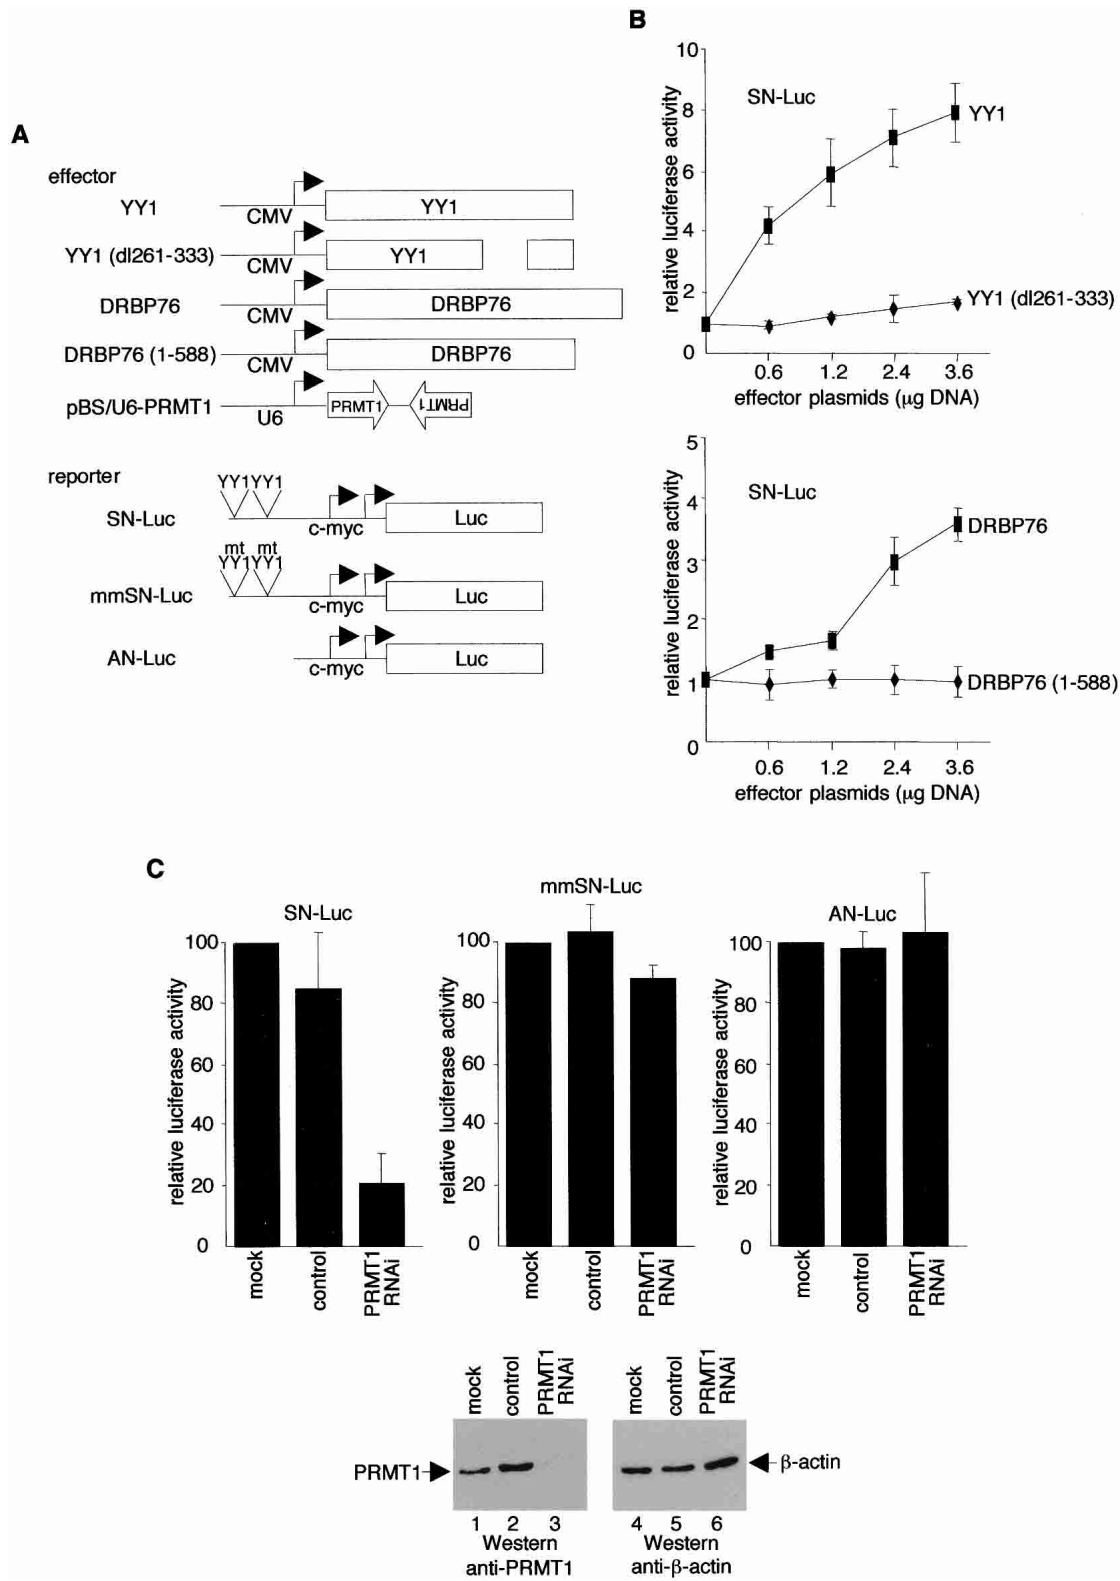 A
effector
YY1
CMV
YY1
YY1 (dl261-333)
CMV
YY1
DRBP76
CMV
DRBP76
DRBP76 (1-588)
CMV
DRBP76
pBS/U6-PRMT1
U6
PRMT1
PRMT1
reporter
YY1 YY1
SN-Luc
c-myc
Luc
mt mt
YY1 YY1
mmSN-Luc
c-myc
Luc
AN-Luc
c-myc
Luc
B
SN-Luc
relative luciferase activity
10
8
6
4
2
0
YY1
YY1 (dl261-333)
0.6 1.2 2.4 3.6
effector plasmids (μg DNA)
SN-Luc
relative luciferase activity
5
4
3
2
1
0
DRBP76
DRBP76 (1-588)
0.6 1.2 2.4 3.6
effector plasmids (μg DNA)
C
SN-Luc
relative luciferase activity
100
80
60
40
20
0
mock
control
PRMT1
RNAi
mmSN-Luc
relative luciferase activity
100
80
60
40
20
0
mock
control
PRMT1
RNAi
AN-Luc
relative luciferase activity
100
80
60
40
20
0
mock
control
PRMT1
RNAi
mock
control
PRMT1
RNAi
PRMT1
1 2 3
Western
anti-PRMT1
mock
control
PRMT1
RNAi
β-actin
4 5 6
Western
anti-β-actin